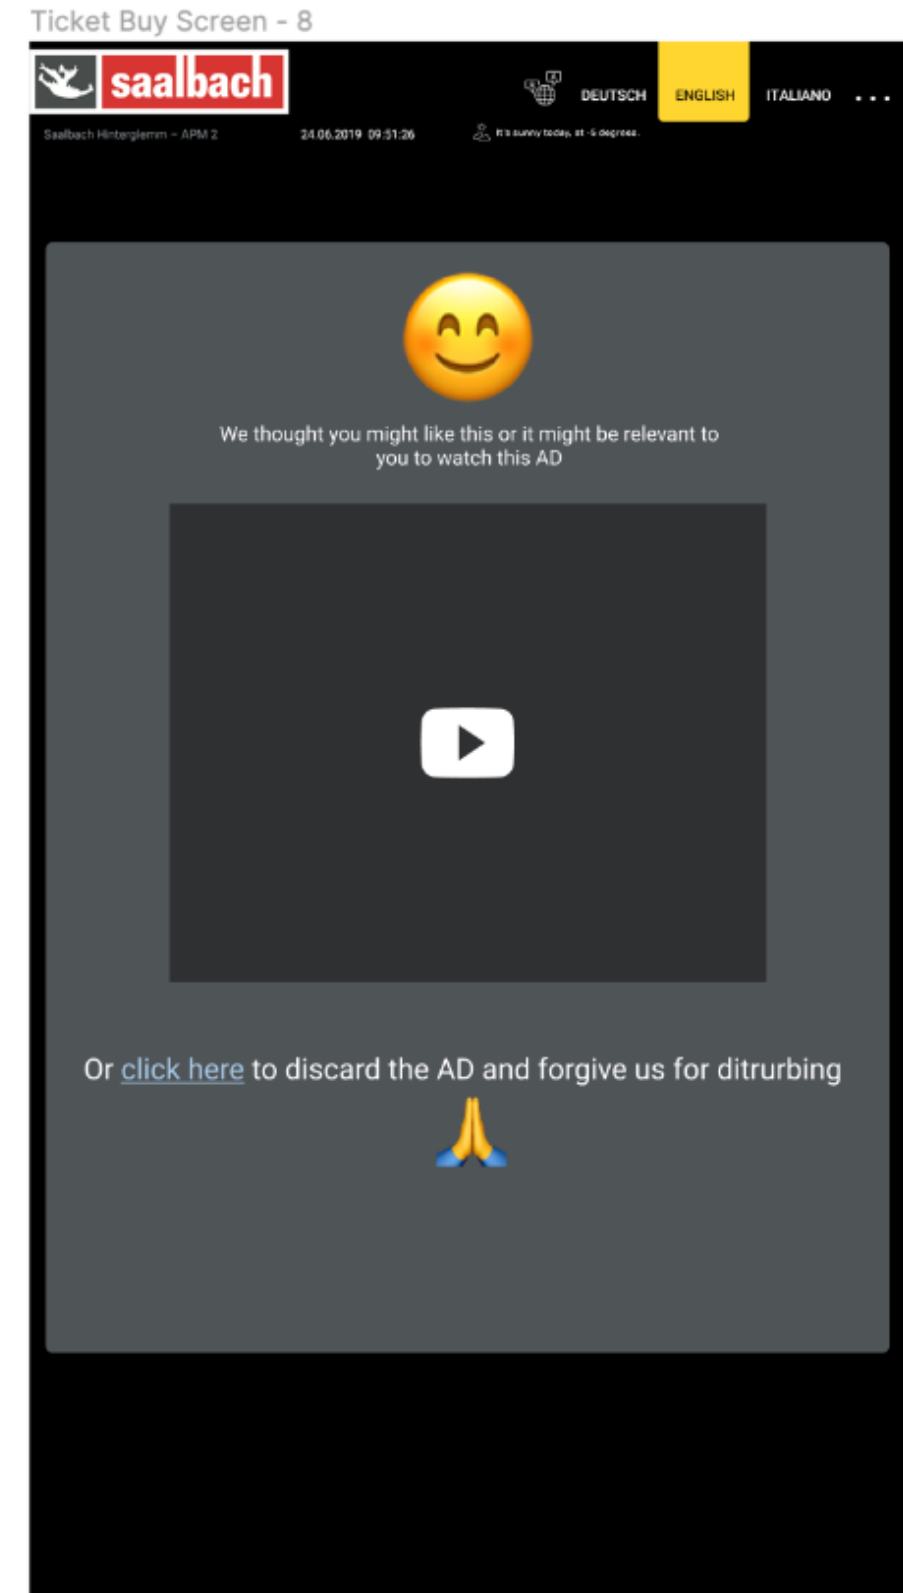 Ticket Buy Screen - 8
saalbach
DEUTSCH
ENGLISH
ITALIANO
...
Saalbach Hinterglemm – APM 2
24.06.2019 09:51:26
It's sunny today, at -5 degrees.
We thought you might like this or it might be relevant to
you to watch this AD
Or click here to discard the AD and forgive us for ditrurbing